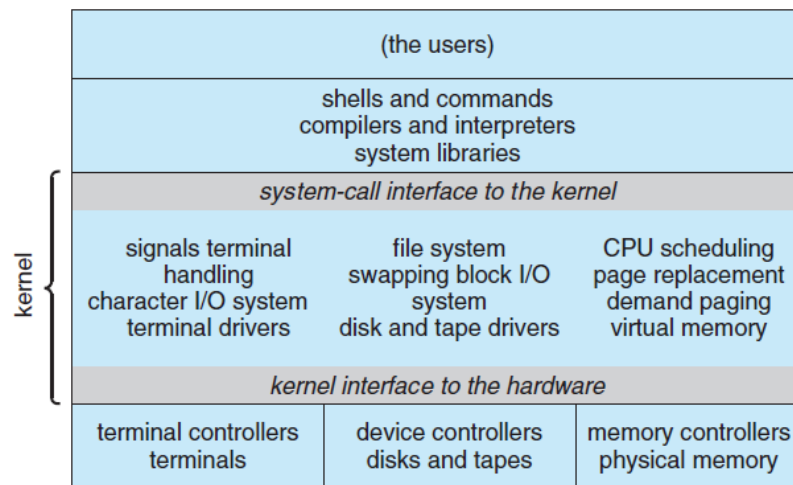 (the users)
shells and commands
compilers and interpreters
system libraries
system-call interface to the kernel
kernel
signals terminal
handling
character I/O system
terminal drivers
file system
swapping block I/O
system
disk and tape drivers
CPU scheduling
page replacement
demand paging
virtual memory
kernel interface to the hardware
terminal controllers
terminals
device controllers
disks and tapes
memory controllers
physical memory